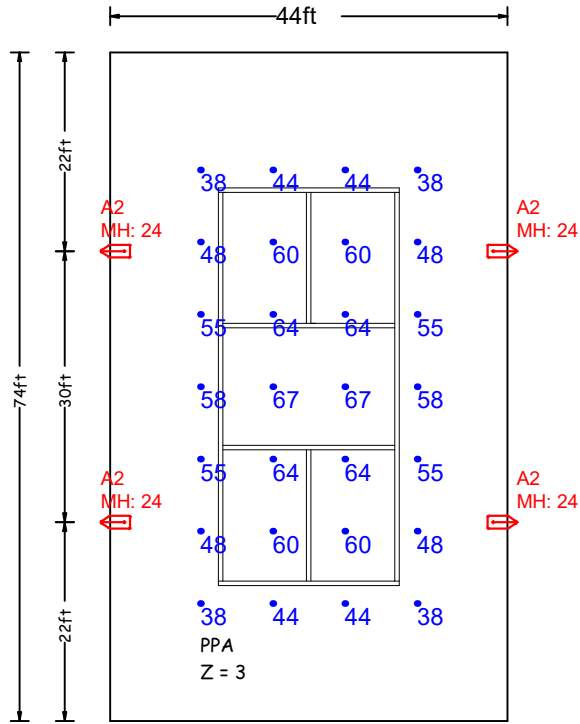 44ft
22ft
38 44 44 38
A2
MH: 24
A2
MH: 24
48 60 60 48
55 64 64 55
74ft
30ft
58 67 67 58
55 64 64 55
A2
MH: 24
A2
MH: 24
48 60 60 48
22ft
38 44 44 38
PPA
Z = 3